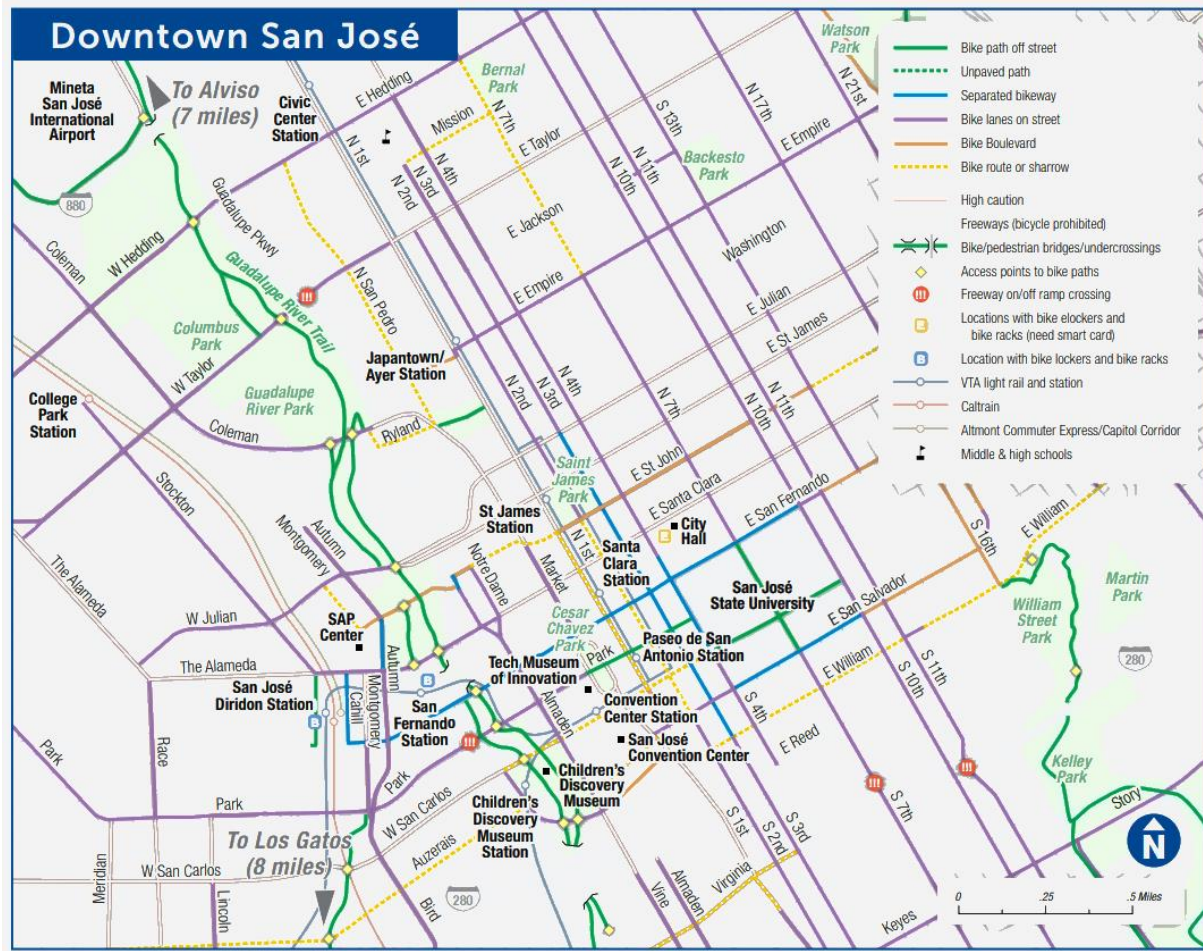 Downtown San José
Mineta
San José
International
Airport
To Alviso
(7 miles)
Civic
Center
Station
E Hedding
Bernal
Park
Mission
N 7th
E Taylor
Watson
Park
N 21st
N 17th
S 13th
E Empire
N 11th
N 10th
Backesto
Park
N 1st
N 4th
N 3rd
N 2nd
880
Guadalupe Pkwy
Coleman
W Hedding
Guadalupe River Trail
N San Pedro
E Jackson
Washington
E Empire
E Julian
E St James
Columbus
Park
W Taylor
Japantown/
Ayer Station
Guadalupe
River Park
College
Park
Station
Coleman
Ryland
N 2nd
N 3rd
N 4th
N 7th
N 10th
N 11th
Stockton
Saint
James
Park
E St John
E Santa Clara
E San Fernando
St James
Station
City
Hall
Autumn
Montgomery
Notre Dame
Market
N 1st
Santa
Clara
Station
San José
State University
E San Salvador
S 16th
E William
Martin
Park
William
Street
Park
280
The Alameda
W Julian
SAP
Center
Cesar
Chavez
Park
Park
Paseo de San
Antonio Station
E William
The Alameda
Autumn
Tech Museum
of Innovation
San José
Diridon Station
B
Cahill
Montgomery
B
San
Fernando
Station
Almaden
Convention
Center Station
S 4th
S 10th
S 11th
San José
Convention Center
E Reed
Park
Race
Park
Children's
Discovery
Museum
Kelley
Park
Park
W San Carlos
Children's
Discovery
Museum
Station
S 7th
Story
To Los Gatos
(8 miles)
S 1st
S 2nd
S 3rd
Auzerais
W San Carlos
Meridian
Lincoln
280
Bird
Vine
Almaden
Virginia
Keyes
Bike path off street
Unpaved path
Separated bikeway
Bike lanes on street
Bike Boulevard
Bike route or sharrow
High caution
Freeways (bicycle prohibited)
Bike/pedestrian bridges/undercrossings
Access points to bike paths
!!! Freeway on/off ramp crossing
Locations with bike elockers and
bike racks (need smart card)
B Location with bike lockers and bike racks
VTA light rail and station
Caltrain
Altmont Commuter Express/Capitol Corridor
Middle & high schools
N
0 .25 .5 Miles